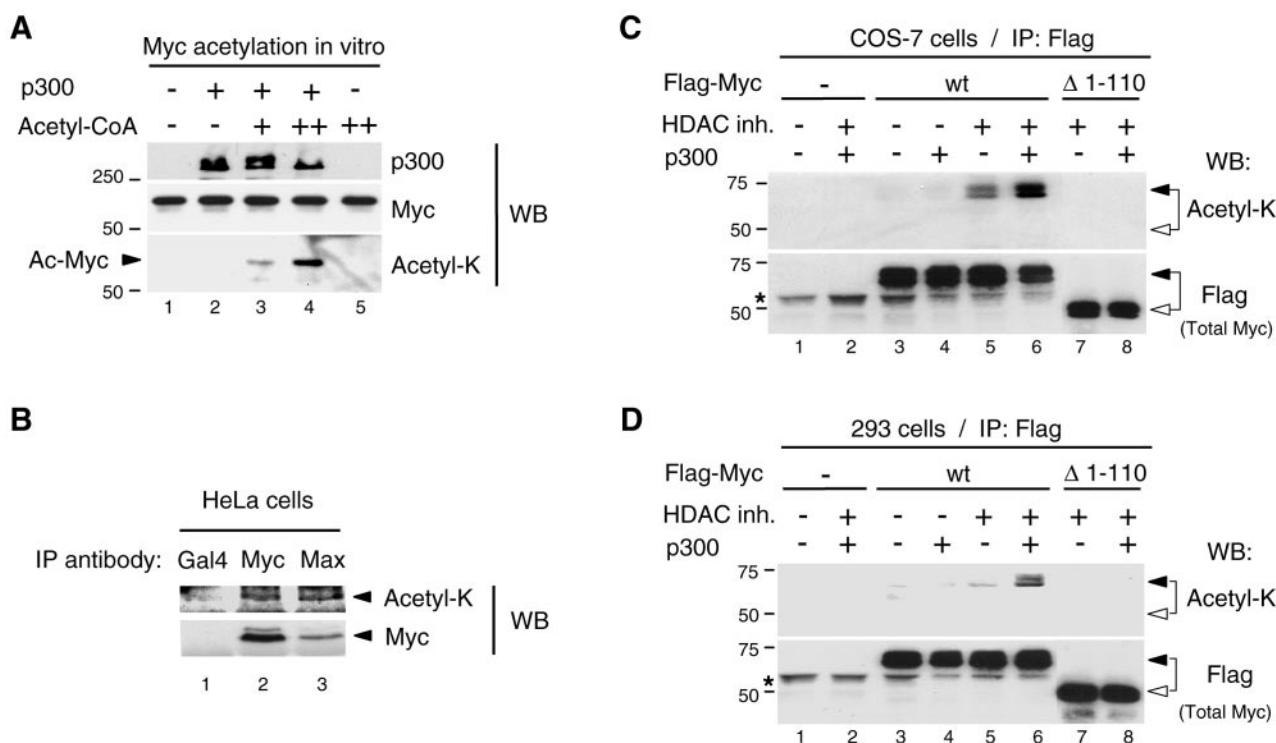 A
Myc acetylation in vitro
p300 - + + + -
Acetyl-CoA - - + ++ ++
p300
250
Myc
WB
50
Ac-Myc
Acetyl-K
50
1 2 3 4 5
B
HeLa cells
IP antibody: Gal4 Myc Max
Acetyl-K
WB
Myc
1 2 3
C
COS-7 cells / IP: Flag
Flag-Myc - wt Δ 1-110
HDAC inh. - + - - + + + +
p300 - + - + - + - +
WB:
75
Acetyl-K
50
75
*
Flag
50
(Total Myc)
1 2 3 4 5 6 7 8
D
293 cells / IP: Flag
Flag-Myc - wt Δ 1-110
HDAC inh. - + - - + + + +
p300 - + - + - + - +
WB:
75
Acetyl-K
50
75
*
Flag
50
(Total Myc)
1 2 3 4 5 6 7 8